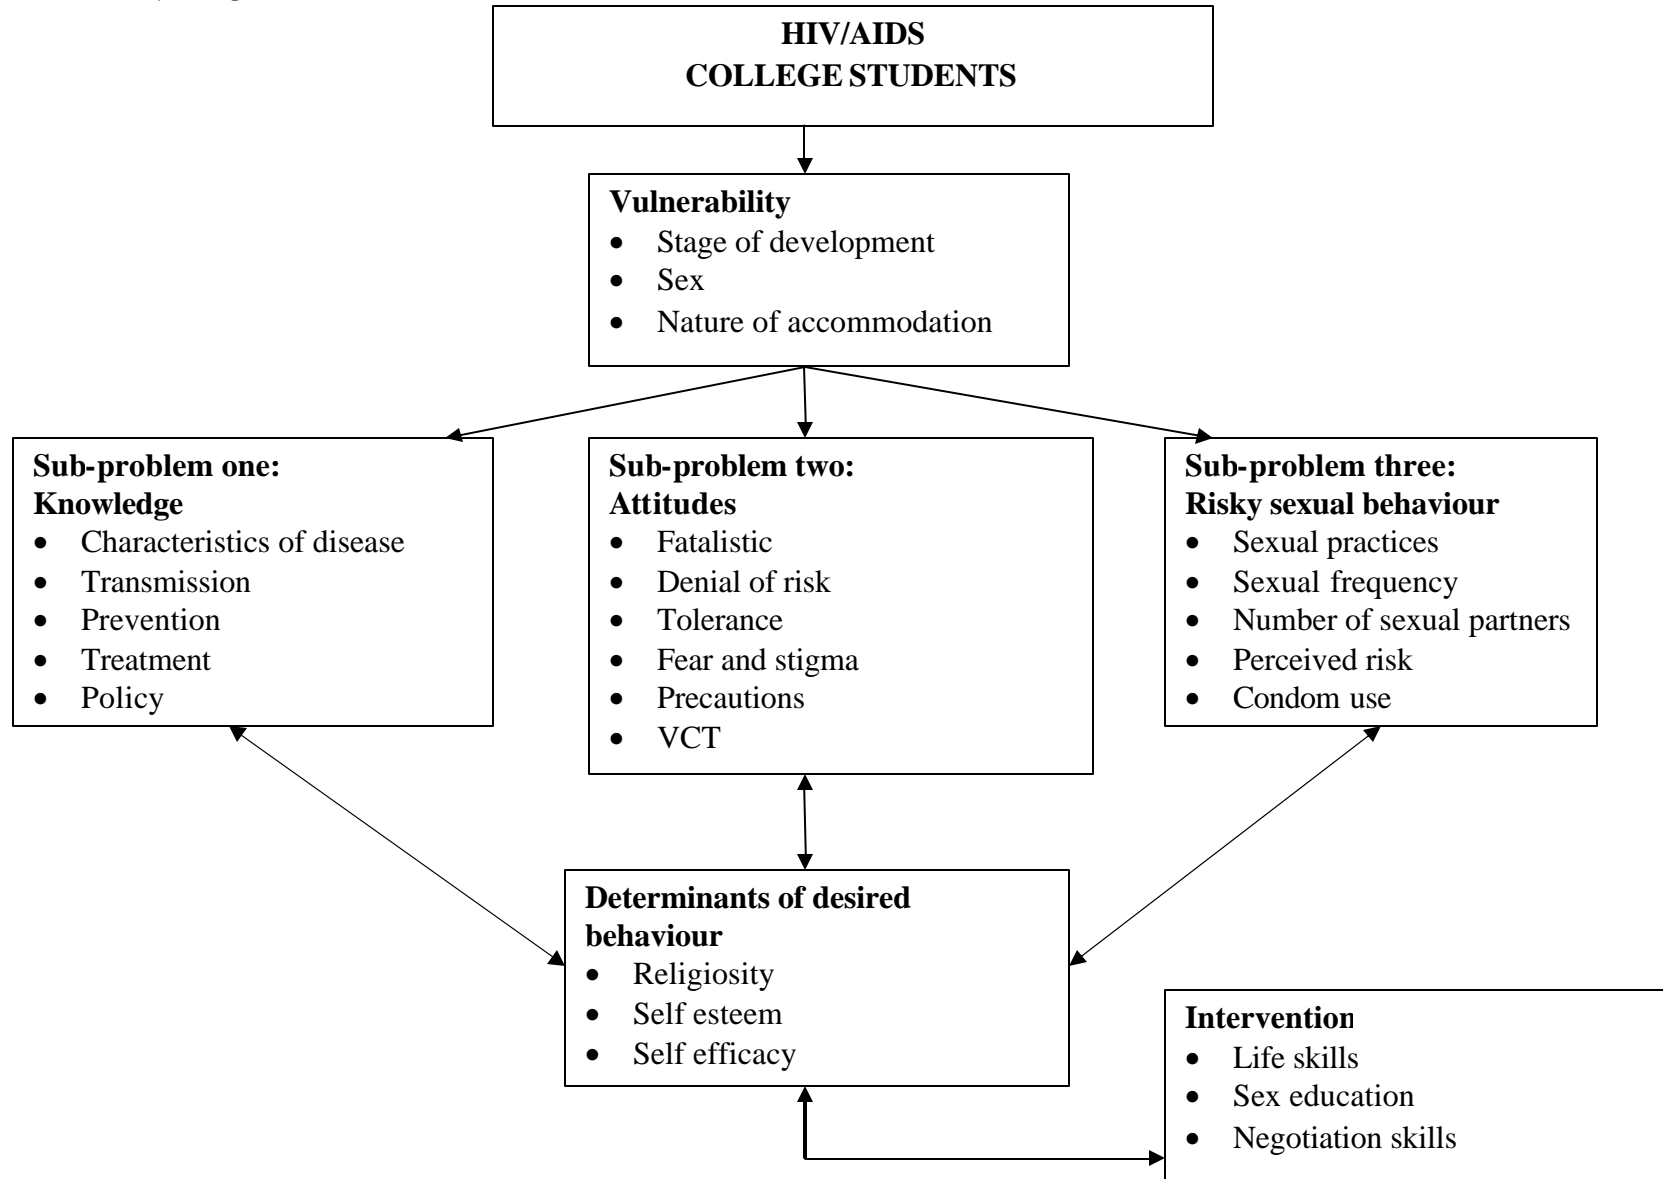 HIV/AIDS
COLLEGE STUDENTS
Vulnerability
• Stage of development
• Sex
• Nature of accommodation
Sub-problem one:
Knowledge
• Characteristics of disease
• Transmission
• Prevention
• Treatment
• Policy
Sub-problem two:
Attitudes
• Fatalistic
• Denial of risk
• Tolerance
• Fear and stigma
• Precautions
• VCT
Sub-problem three:
Risky sexual behaviour
• Sexual practices
• Sexual frequency
• Number of sexual partners
• Perceived risk
• Condom use
Determinants of desired
behaviour
• Religiosity
• Self esteem
• Self efficacy
Intervention
• Life skills
• Sex education
• Negotiation skills